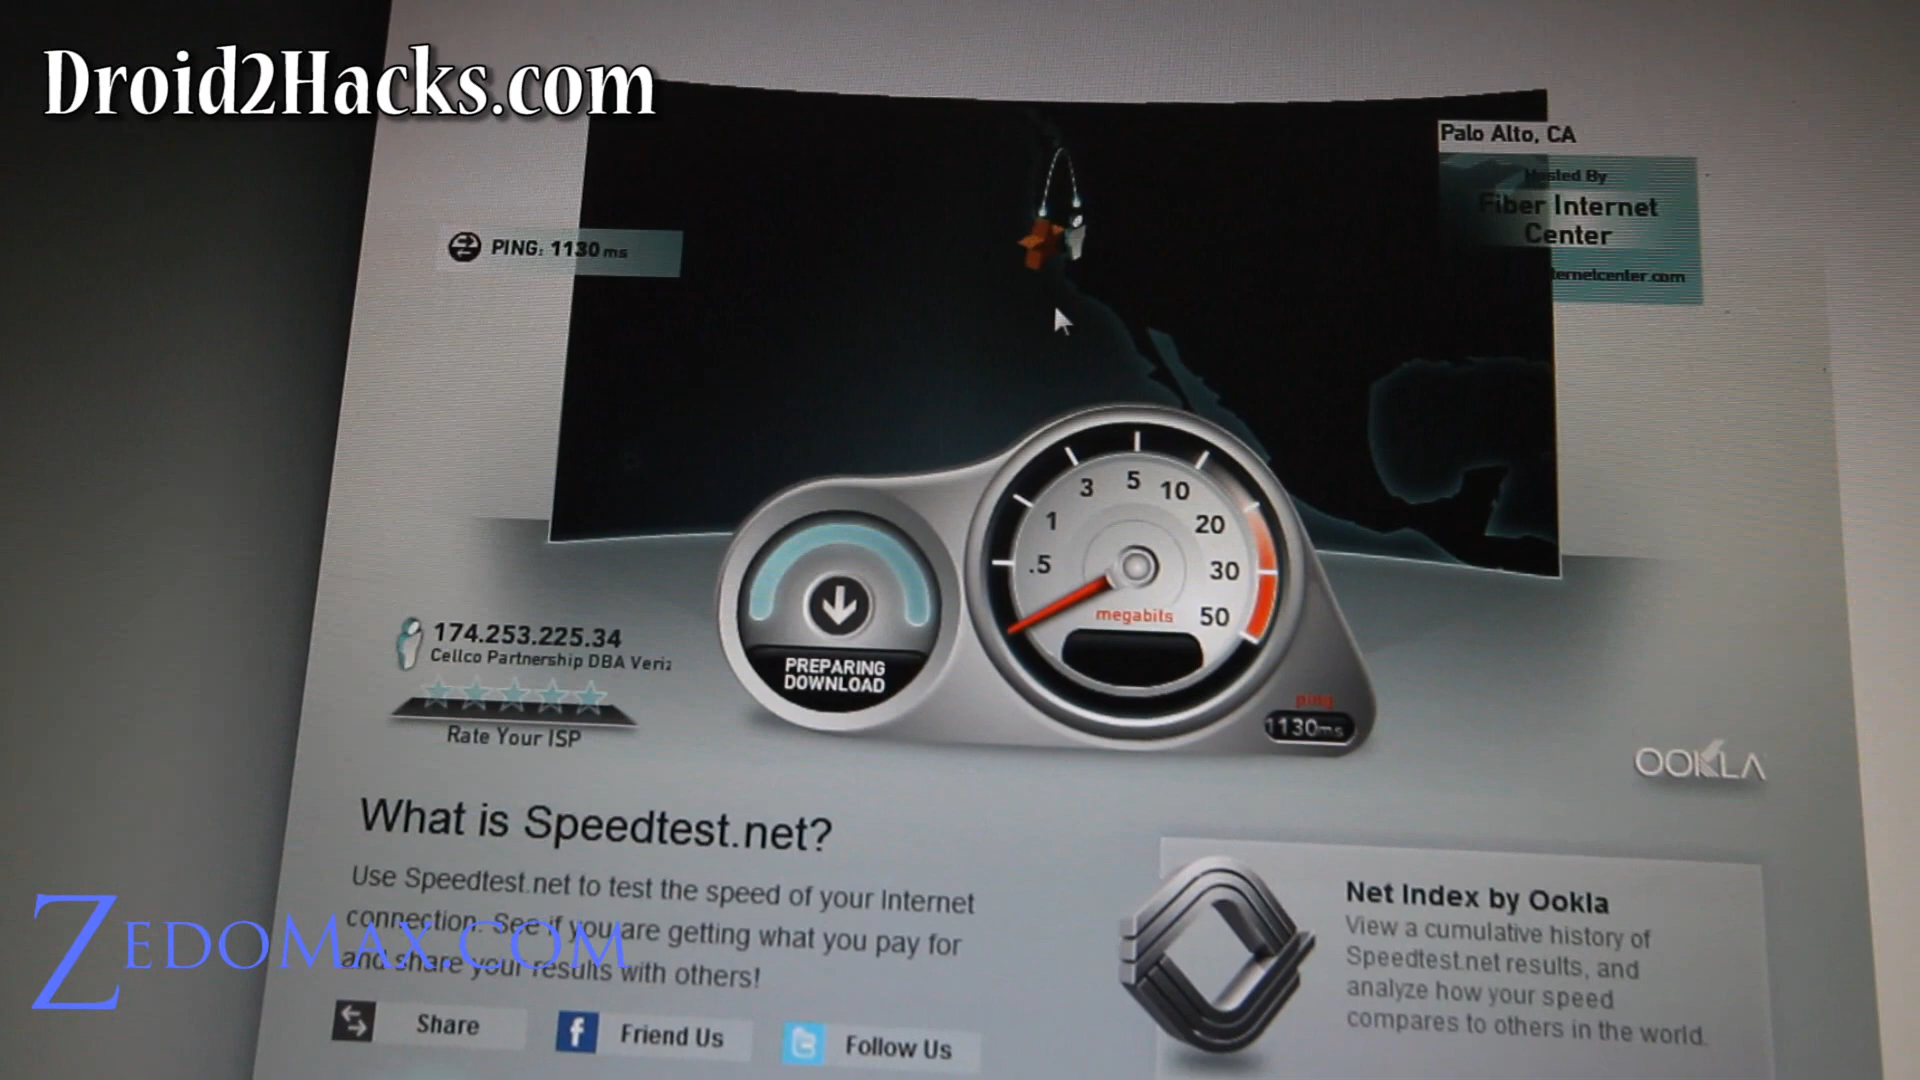 Droid2Hacks.com
Palo Alto, CA
Hosted By
Fiber Internet
Center
ternetcenter.com
PING: 1130 ms
.5
1
3
5
10
20
30
50
megabits
PREPARING
DOWNLOAD
ping
1130ms
174.253.225.34
Cellco Partnership DBA Veriz
Rate Your ISP
OOKLA
What is Speedtest.net?
Use Speedtest.net to test the speed of your Internet
connection. See if you are getting what you pay for
and share your results with others!
ZEDOMAX.COM
Share
Friend Us
Follow Us
Net Index by Ookla
View a cumulative history of
Speedtest.net results, and
analyze how your speed
compares to others in the world.